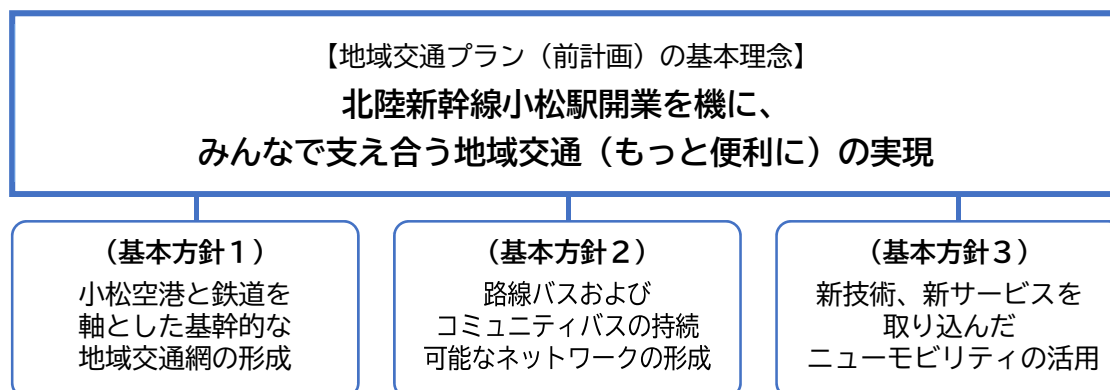 【地域交通プラン（前計画）の基本理念】
北陸新幹線小松駅開業を機に、
みんなで支え合う地域交通（もっと便利に）の実現
（基本方針１）
小松空港と鉄道を
軸とした基幹的な
地域交通網の形成
（基本方針２）
路線バスおよび
コミュニティバスの持続
可能なネットワークの形成
（基本方針３）
新技術、新サービスを
取り込んだ
ニューモビリティの活用